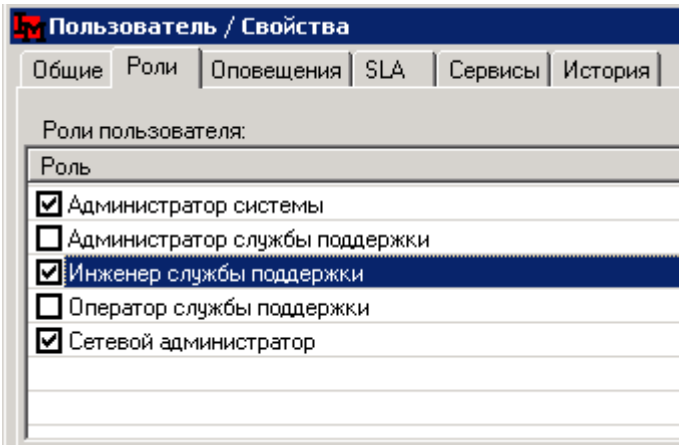 IM Пользователь / Свойства
Общие Роли Оповещения SLA Сервисы История
Роли пользователя:
Роль
Администратор системы
Администратор службы поддержки
Инженер службы поддержки
Оператор службы поддержки
Сетевой администратор